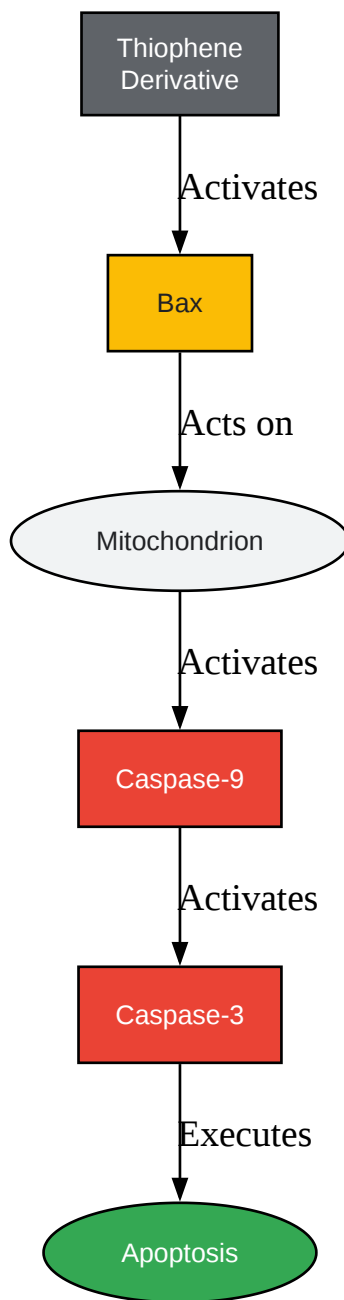 Thiophene
Derivative
Activates
Bax
Acts on
Mitochondrion
Activates
Caspase-9
Activates
Caspase-3
Executes
Apoptosis